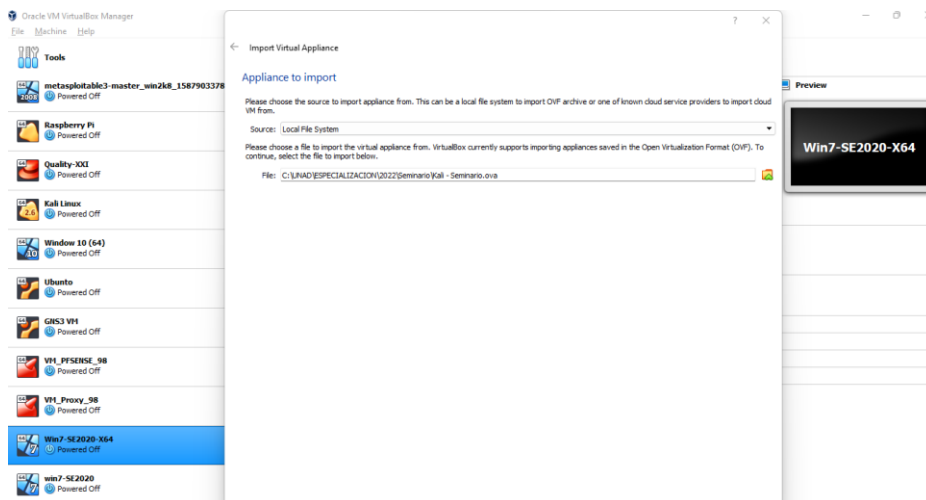 Oracle VM VirtualBox Manager
File Machine Help
Tools
metasploitable3-master_win2k8_1587903378
Powered Off
Raspberry Pi
Powered Off
Quality-XXI
Powered Off
Kali Linux
Powered Off
Window 10 (64)
Powered Off
Ubunto
Powered Off
GNS3 VM
Powered Off
VM_PFSENSE_98
Powered Off
VM_Proxy_98
Powered Off
Win7-SE2020-X64
Powered Off
win7-SE2020
Powered Off
Import Virtual Appliance
Appliance to import
Please choose the source to import appliance from. This can be a local file system to import OVF archive or one of known cloud service providers to import cloud
VM from.
Source: Local File System
Please choose a file to import the virtual appliance from. VirtualBox currently supports importing appliances saved in the Open Virtualization Format (OVF). To
continue, select the file to import below.
File: C:\UNAD\ESPECIALIZACION\2022\Seminario\Kali - Seminario.ova
Preview
Win7-SE2020-X64